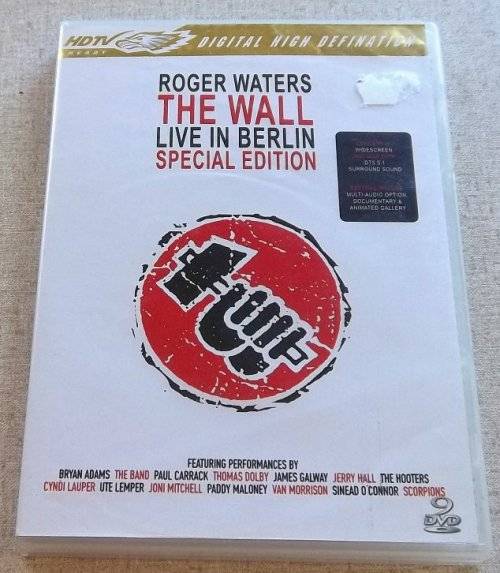 HDTV
READY
DIGITAL HIGH DEFINATION
ROGER WATERS
THE WALL
LIVE IN BERLIN
SPECIAL EDITION
WIDESCREEN
DTS 5.1
SURROUND SOUND
MULTI-AUDIO OPTION
DOCUMENTARY &
ANIMATED GALLERY
FEATURING PERFORMANCES BY
BRYAN ADAMS THE BAND PAUL CARRACK THOMAS DOLBY JAMES GALWAY JERRY HALL THE HOOTERS
CYNDI LAUPER UTE LEMPER JONI MITCHELL PADDY MALONEY VAN MORRISON SINEAD O'CONNOR SCORPIONS
2
DVD